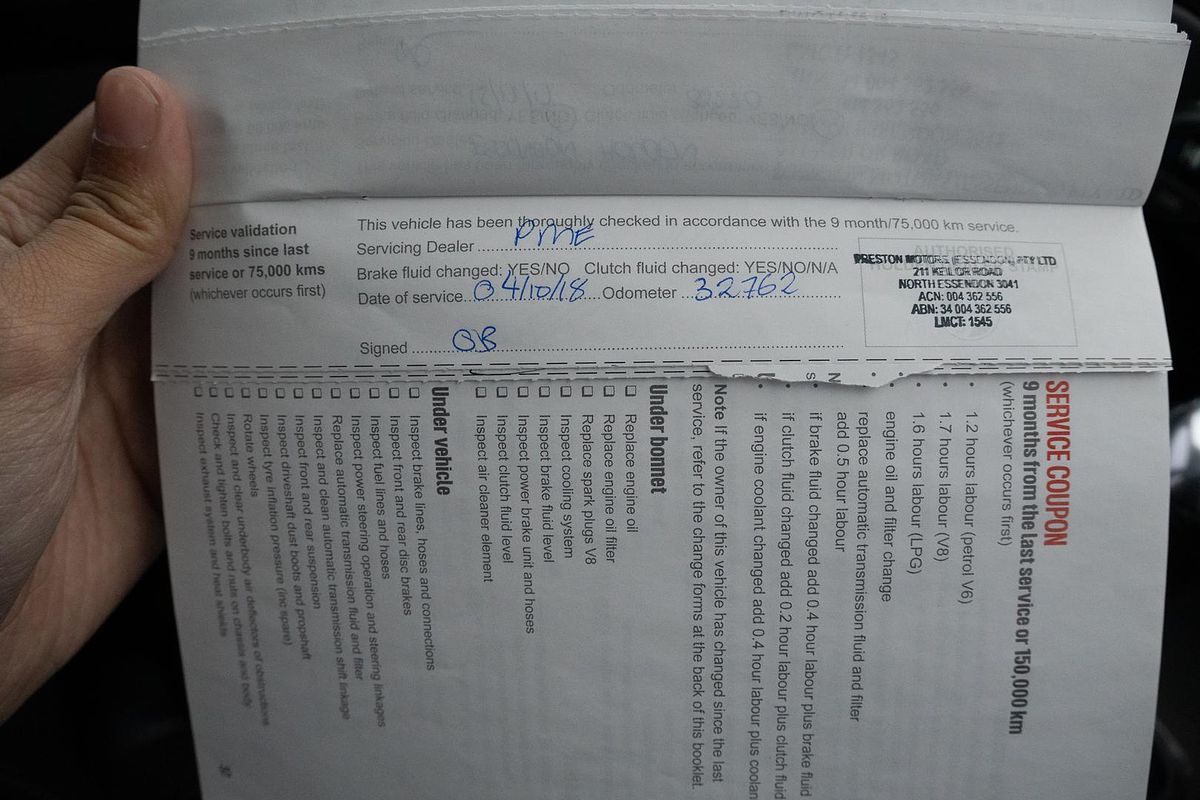 Service validation
9 months since last
service or 75,000 kms
(whichever occurs first)
This vehicle has been thoroughly checked in accordance with the 9 month/75,000 km service.
Servicing Dealer PME
Brake fluid changed: YES/NO Clutch fluid changed: YES/NO/N/A
Date of service 04/10/18 Odometer 32762
Signed
AUTHORISED
STAMP
PRESTON MOTORS (ESSENDON) PTY LTD
211 KEILOR ROAD
NORTH ESSENDON 3041
ACN: 004 362 556
ABN: 34 004 362 556
LMCT: 1545
SERVICE COUPON
9 months from the last service or 150,000 km
(whichever occurs first)
• 1.2 hours labour (petrol V6)
• 1.7 hours labour (V8)
• 1.6 hours labour (LPG)
engine oil and filter change
• replace automatic transmission fluid and filter
add 0.5 hour labour
• if brake fluid changed add 0.4 hour labour plus brake fluid
• if clutch fluid changed add 0.2 hour labour plus clutch fluid
• if engine coolant changed add 0.4 hour labour plus coolan
Note If the owner of this vehicle has changed since the last
service, refer to the change forms at the back of this booklet.
Under bonnet
❑ Replace engine oil
❑ Replace engine oil filter
❑ Replace spark plugs V8
❑ Inspect cooling system
❑ Inspect brake fluid level
❑ Inspect power brake unit and hoses
❑ Inspect clutch fluid level
❑ Inspect air cleaner element
Under vehicle
❑ Inspect brake lines, hoses and connections
❑ Inspect front and rear disc brakes
❑ Inspect fuel lines and hoses
❑ Inspect power steering operation and steering linkages
❑ Replace automatic transmission fluid and filter
❑ Inspect and clean automatic transmission shift linkage
❑ Inspect front and rear suspension
❑ Inspect driveshaft dust boots and propshaft
❑ Inspect tyre inflation pressure (inc spare)
❑ Rotate wheels
❑ Inspect and clear underbody air deflectors of obstructions
❑ Check and tighten bolts and nuts on chassis and body
❑ Inspect exhaust system and heat shields